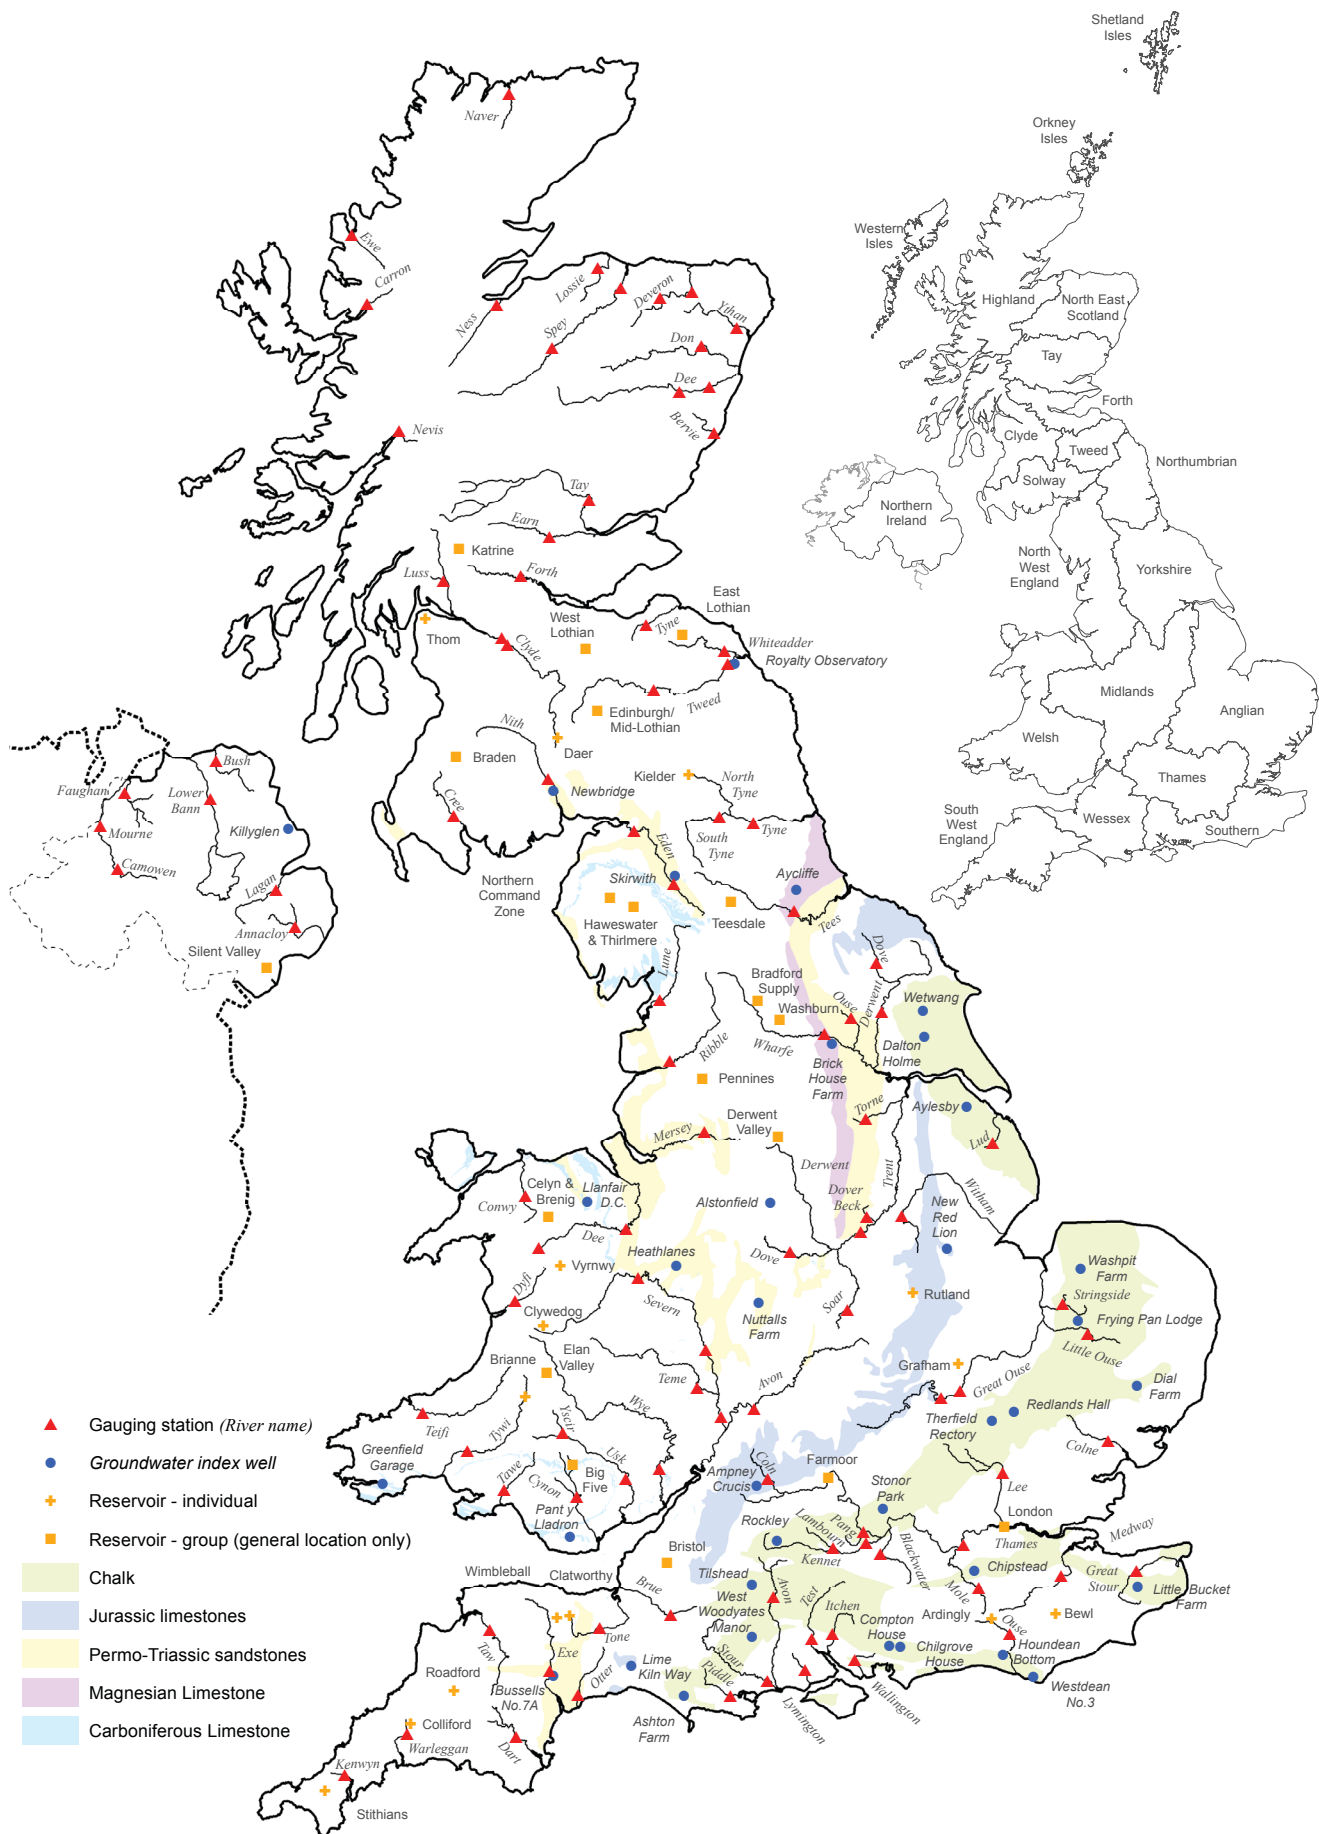 Shetland
Isles
Orkney
Isles
Western
Isles
Highland
North East
Scotland
Tay
Forth
Clyde
Tweed
Solway
Northumbrian
Northern
Ireland
North
West
England
Yorkshire
Midlands
Anglian
Welsh
Thames
South
West
England
Wessex
Southern
Naver
Ewe
Carron
Ness
Lossie
Spey
Deveron
Ythan
Don
Dee
Bervie
Nevis
Tay
Earn
Katrine
Forth
Luss
Thom
Clyde
West
Lothian
Tyne
East
Lothian
Whiteadder
Royalty Observatory
Tweed
Edinburgh/
Mid-Lothian
Nith
Daer
Braden
Cree
Newbridge
Kielder
North
Tyne
South
Tyne
Tyne
Eden
Skirwith
Northern
Command
Zone
Haweswater
& Thirlmere
Teesdale
Aycliffe
Tees
Lune
Bush
Faughan
Lower
Bann
Killyglen
Mourne
Camowen
Lagan
Annacloy
Silent Valley
Bradford
Supply
Washburn
Dove
Ouse
Derwent
Wetwang
Dalton
Holme
Ribble
Wharfe
Brick
House
Farm
Pennines
Torne
Aylesby
Lud
Mersey
Derwent
Valley
Derwent
Trent
Dover
Beck
New
Red
Lion
Witham
Celyn &
Brenig
Llanfair
D.C.
Conwy
Alstonfield
Dee
Heathlanes
Dove
Vyrnwy
Dyfi
Clywedog
Severn
Nuttalls
Farm
Soar
Rutland
Washpit
Farm
Stringside
Frying Pan Lodge
Little Ouse
Brianne
Elan
Valley
Teme
Avon
Grafham
Great Ouse
Dial
Farm
Redlands Hall
Therfield
Rectory
Colne
Teifi
Tywi
Yscir
Wye
Usk
Greenfield
Garage
Tawe
Cynon
Big
Five
Pant y
Lladron
Ampney
Crucis
Coln
Farmoor
Stonor
Park
Lee
London
Bristol
Rockley
Lambourn
Pang
Kennet
Blackwater
Thames
Medway
Chipstead
Mole
Great
Stour
Little Bucket
Farm
Wimbleball
Clatworthy
Brue
Tilshead
West
Woodyates
Manor
Avon
Test
Itchen
Compton
House
Chilgrove
House
Ardingly
Ouse
Bewl
Houndean
Bottom
Westdean
No.3
Taw
Exe
Tone
Otter
Lime
Kiln Way
Stour
Piddle
Lymington
Wallington
Roadford
Bussells
No.7A
Ashton
Farm
Colliford
Warleggan
Dart
Kenwyn
Stithians
Gauging station (River name)
Groundwater index well
Reservoir - individual
Reservoir - group (general location only)
Chalk
Jurassic limestones
Permo-Triassic sandstones
Magnesian Limestone
Carboniferous Limestone